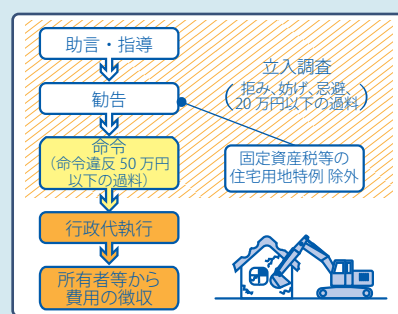 助言・指導
勧告
命令
(命令違反 50 万円
以下の過料)
行政代執行
所有者等から
費用の徴収
立入調査
(拒み、妨げ、忌避、
20 万円以下の過料)
固定資産税等の
住宅用地特例 除外